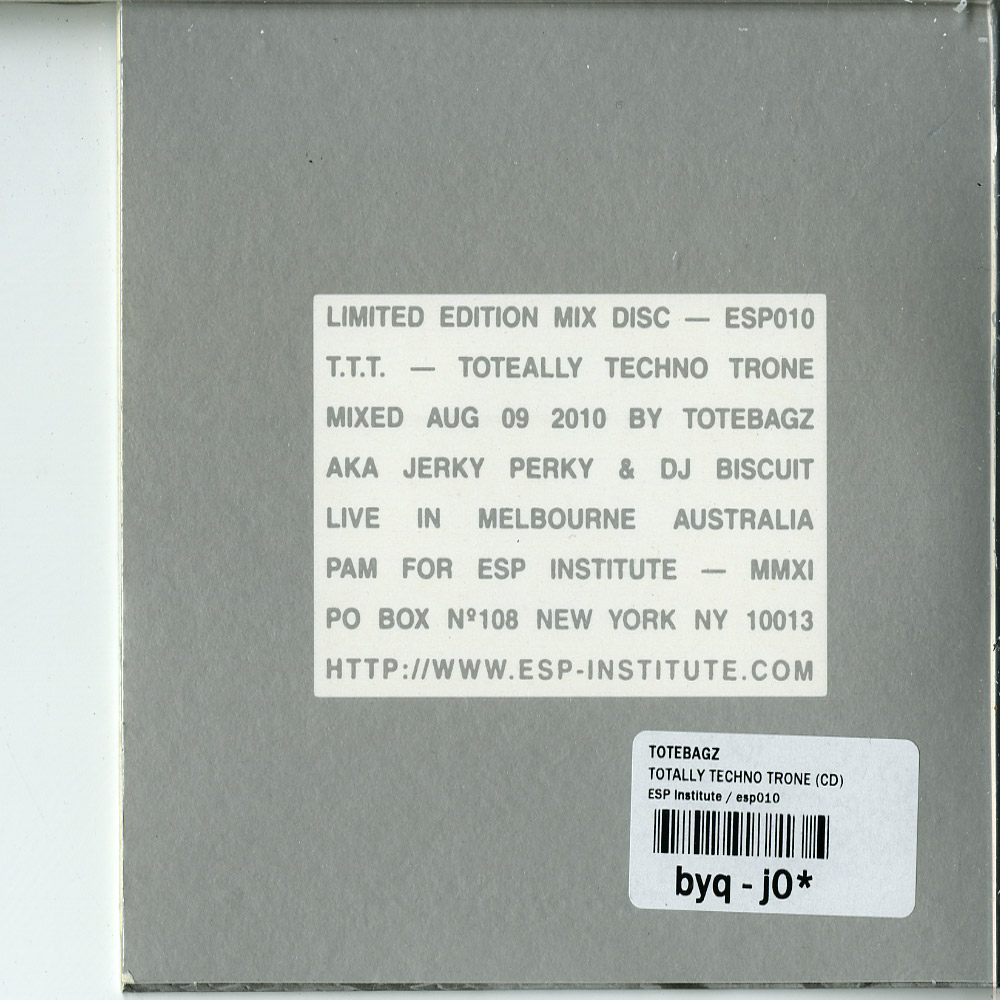 LIMITED EDITION MIX DISC — ESP010
T.T.T. — TOTEALLY TECHNO TRONE
MIXED AUG 09 2010 BY TOTEBAGZ
AKA JERKY PERKY & DJ BISCUIT
LIVE IN MELBOURNE AUSTRALIA
PAM FOR ESP INSTITUTE — MMXI
PO BOX Nº108 NEW YORK NY 10013
HTTP://WWW.ESP-INSTITUTE.COM
TOTEBAGZ
TOTALLY TECHNO TRONE (CD)
ESP Institute / esp010
byq - j0*